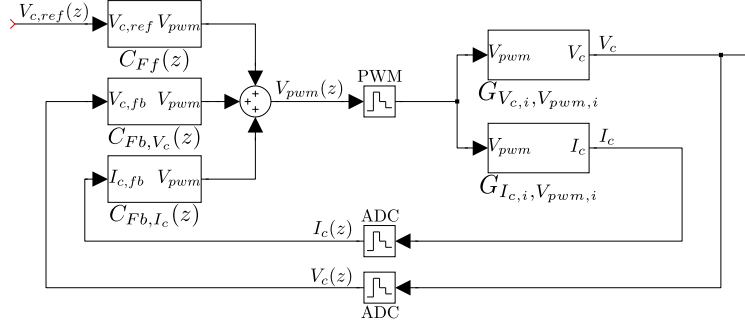 V_{c,ref}(z)
V_{c,ref} V_{pwm}
C_{Ff}(z)
V_{c,fb} V_{pwm}
C_{Fb,V_c}(z)
I_{c,fb} V_{pwm}
C_{Fb,I_c}(z)
+
+ +
+
V_{pwm}(z)
PWM
V_{pwm} V_c
V_c
G_{V_{c,i},V_{pwm,i}}
V_{pwm} I_c
I_c
G_{I_{c,i},V_{pwm,i}}
I_c(z)
ADC
V_c(z)
ADC